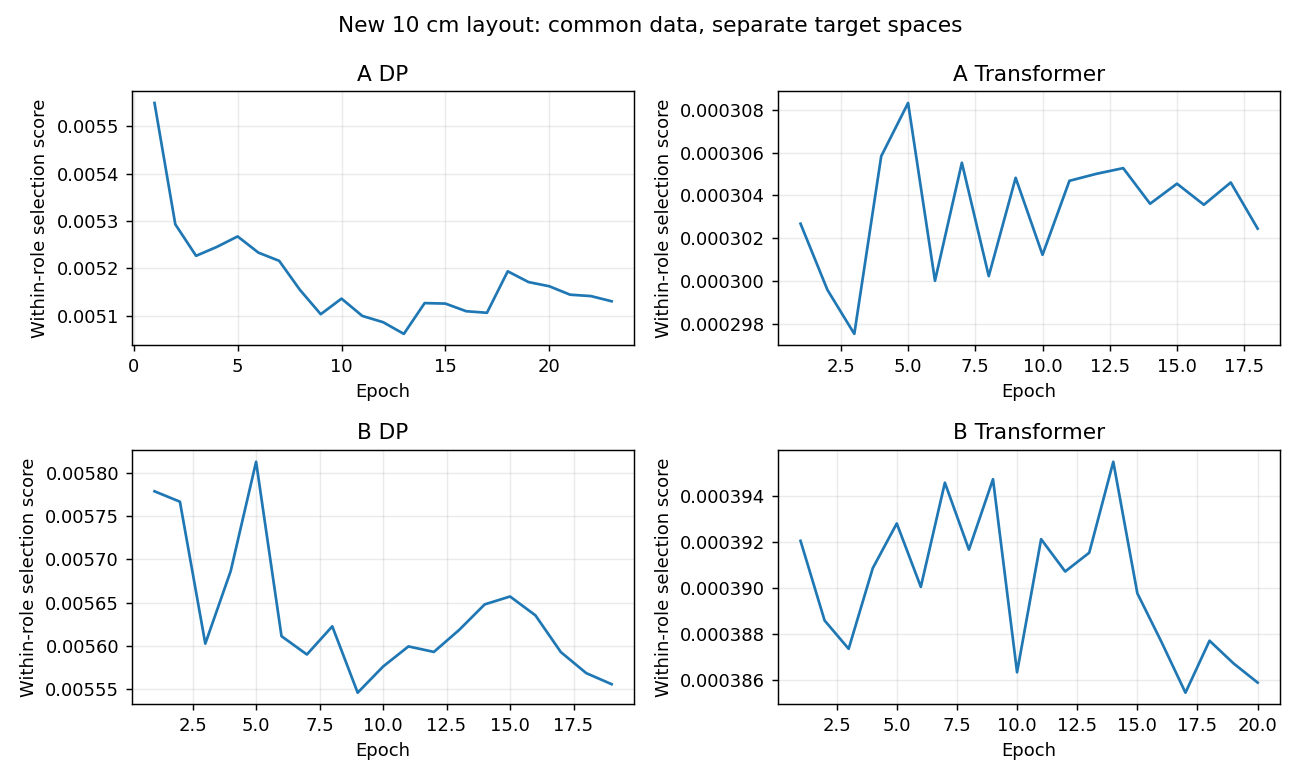 New 10 cm layout: common data, separate target spaces
A DP
Within-role selection score
0.0055
0.0054
0.0053
0.0052
0.0051
0 5 10 15 20
Epoch
A Transformer
Within-role selection score
0.000308
0.000306
0.000304
0.000302
0.000300
0.000298
2.5 5.0 7.5 10.0 12.5 15.0 17.5
Epoch
B DP
Within-role selection score
0.00580
0.00575
0.00570
0.00565
0.00560
0.00555
2.5 5.0 7.5 10.0 12.5 15.0 17.5
Epoch
B Transformer
Within-role selection score
0.000394
0.000392
0.000390
0.000388
0.000386
2.5 5.0 7.5 10.0 12.5 15.0 17.5 20.0
Epoch